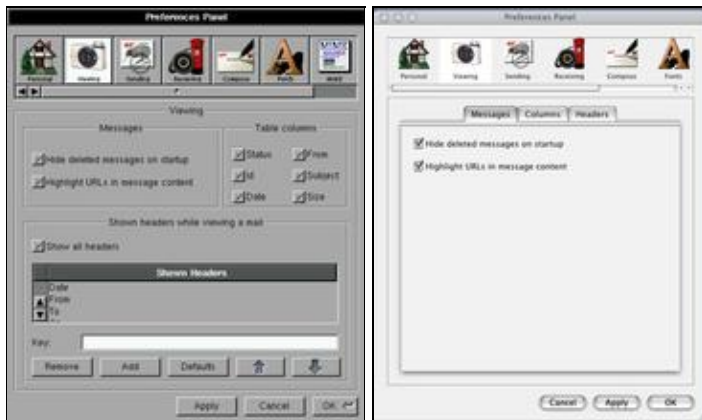 Preferences Panel
Personal Viewing Sending Receiving Compose Fonts MIME
Viewing
Messages
Hide deleted messages on startup
Highlight URLs in message content
Table columns
Status From
Id Subject
Date Size
Shown headers while viewing a mail
Show all headers
Shown Headers
Date
From
To
Key:
Remove Add Defaults
Apply Cancel OK
Preferences Panel
Personal Viewing Sending Receiving Compose Fonts
Messages Columns Headers
Hide deleted messages on startup
Highlight URLs in message content
Cancel Apply OK